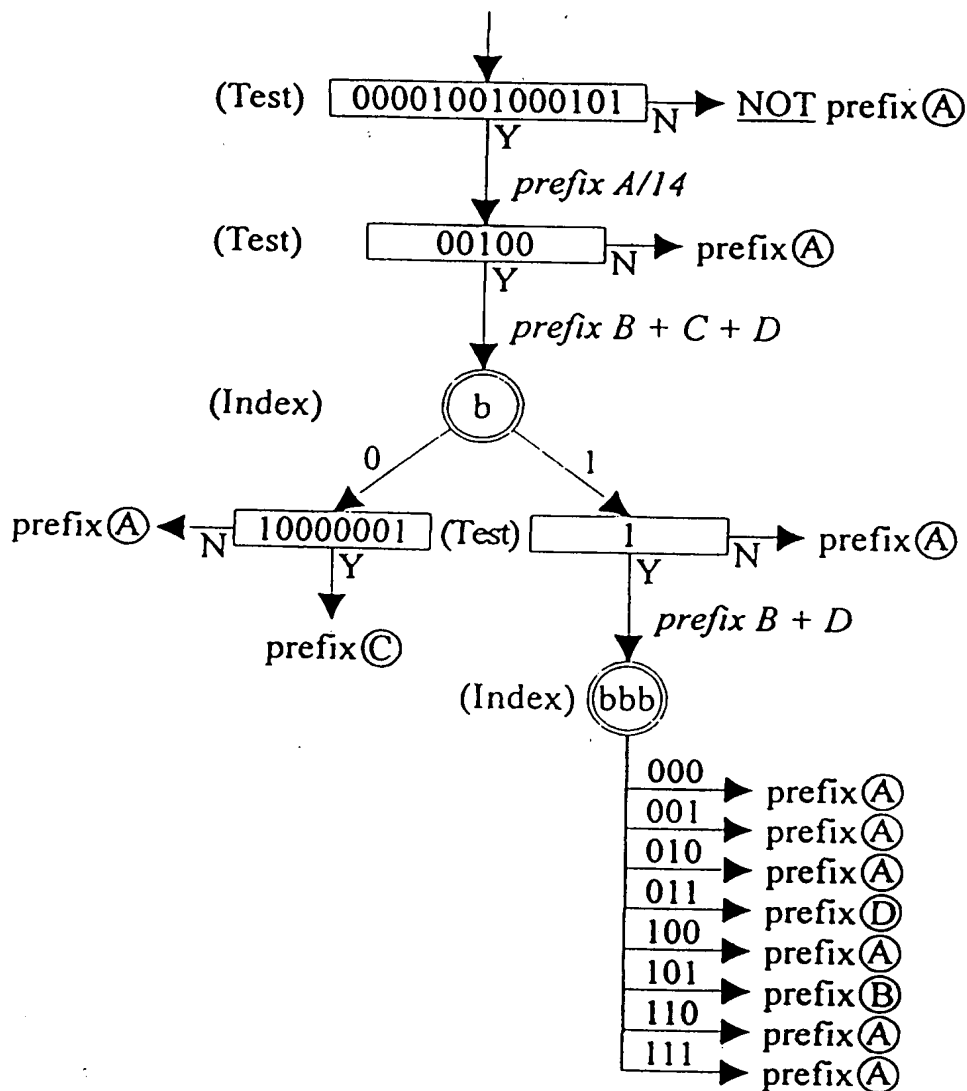 (Test) 00001001000101 N NOT prefix A
Y
prefix A/14
(Test) 00100 N prefix A
Y
prefix B + C + D
(Index) b
0 1
prefix A N 10000001 (Test) 1 N prefix A
Y Y
prefix B + D
prefix C
(Index) bbb
000 prefix A
001 prefix A
010 prefix A
011 prefix D
100 prefix A
101 prefix B
110 prefix A
111 prefix A